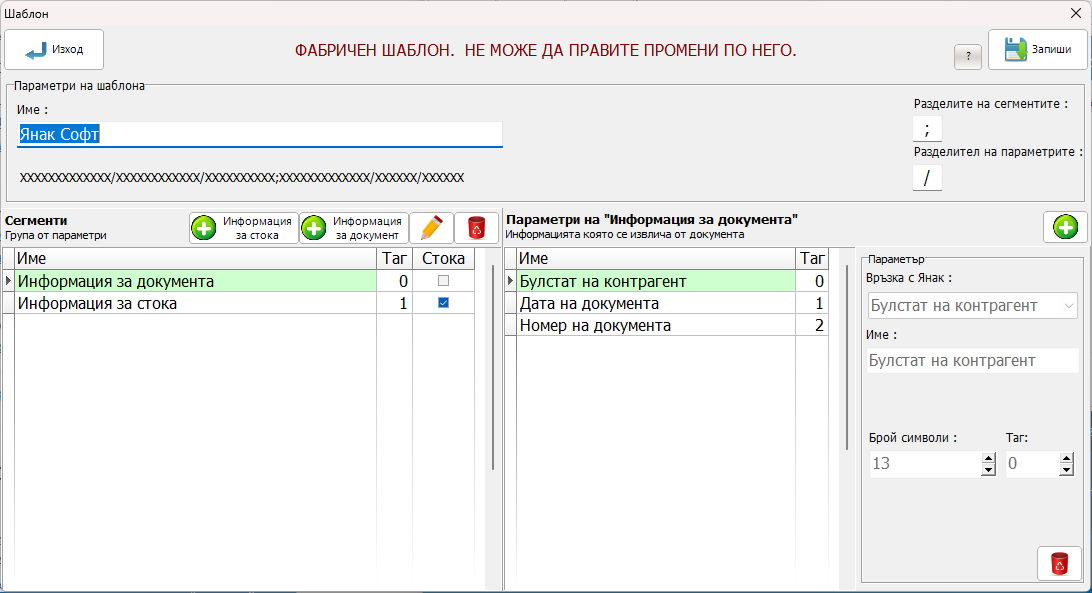 Шаблон
Изход
ФАБРИЧЕН ШАБЛОН. НЕ МОЖЕ ДА ПРАВИТЕ ПРОМЕНИ ПО НЕГО.
?
Запиши
Параметри на шаблона
Име :
Янак Софт
Разделите на сегментите :
;
Разделител на параметрите :
/
XXXXXXXXXXXXX/XXXXXXXXXXXX/XXXXXXXXXX;XXXXXXXXXXXXX/XXXXXX/XXXXXX
Сегменти
Група от параметри
Информация
за стока
Информация
за документ
Име Таг Стока
Информация за документа 0
Информация за стока 1
Параметри на "Информация за документа"
Информацията която се извлича от документа
Име Таг
Булстат на контрагент 0
Дата на документа 1
Номер на документа 2
Параметър
Връзка с Янак :
Булстат на контрагент
Име :
Булстат на контрагент
Брой символи : Таг:
13 0